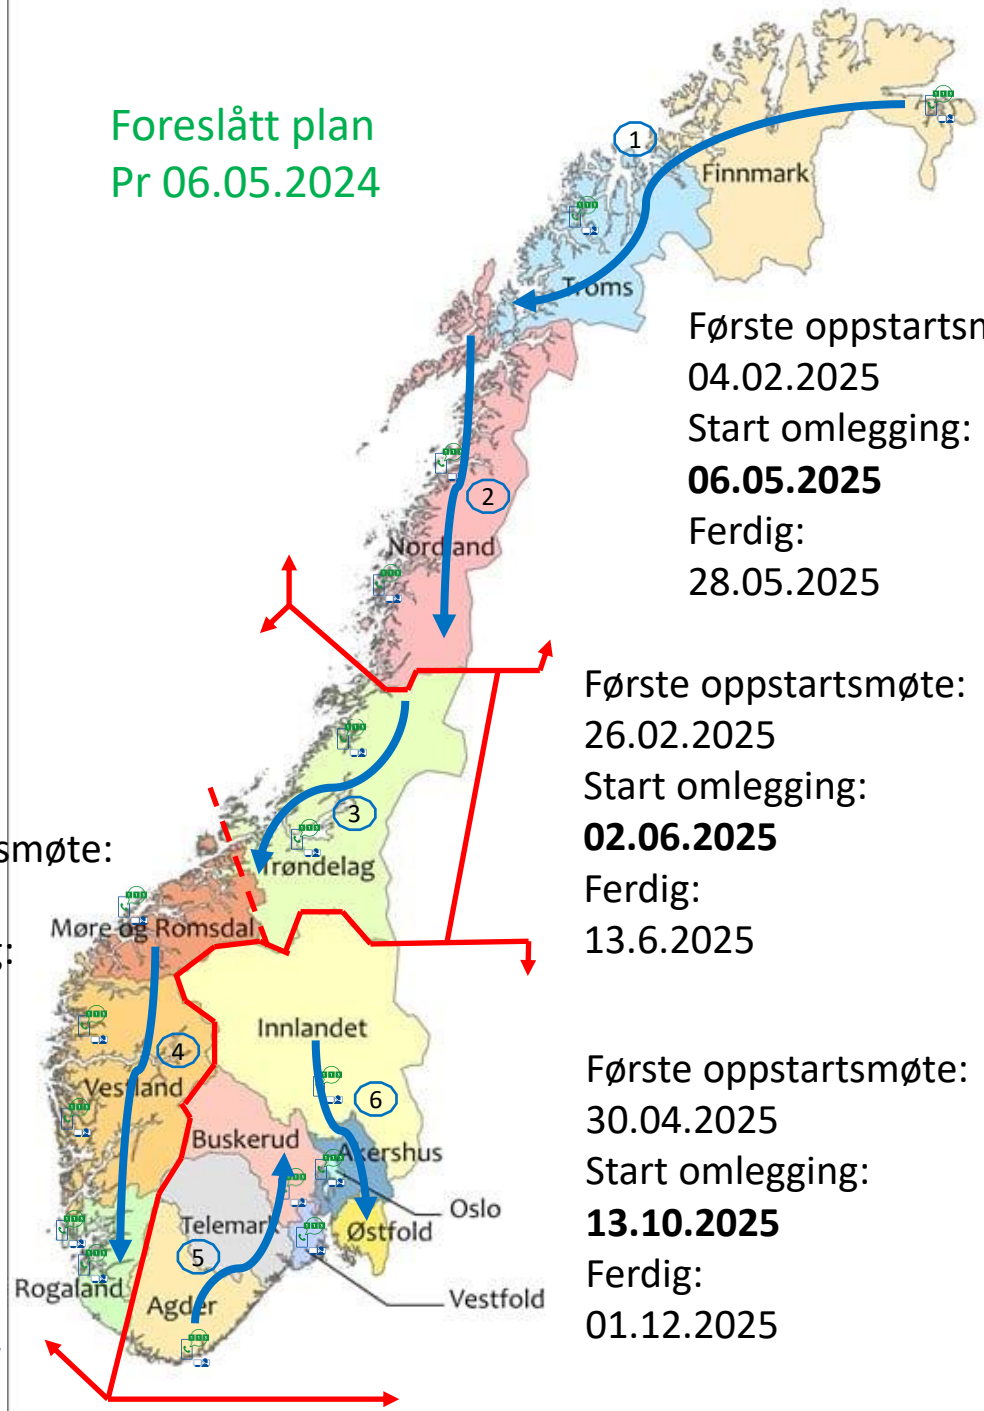 Foreslått plan
Pr 06.05.2024
1
Finnmark
Troms
Første oppstartsm
04.02.2025
Start omlegging:
06.05.2025
Ferdig:
28.05.2025
2
Nordland
Første oppstartsmøte:
26.02.2025
Start omlegging:
02.06.2025
Ferdig:
13.6.2025
3
Trøndelag
smøte:
Møre og Romsdal
g:
Innlandet
4
Vestland
6
Buskerud
Akershus
Oslo
Telemark
Østfold
5
Rogaland
Agder
Vestfold
Første oppstartsmøte:
30.04.2025
Start omlegging:
13.10.2025
Ferdig:
01.12.2025